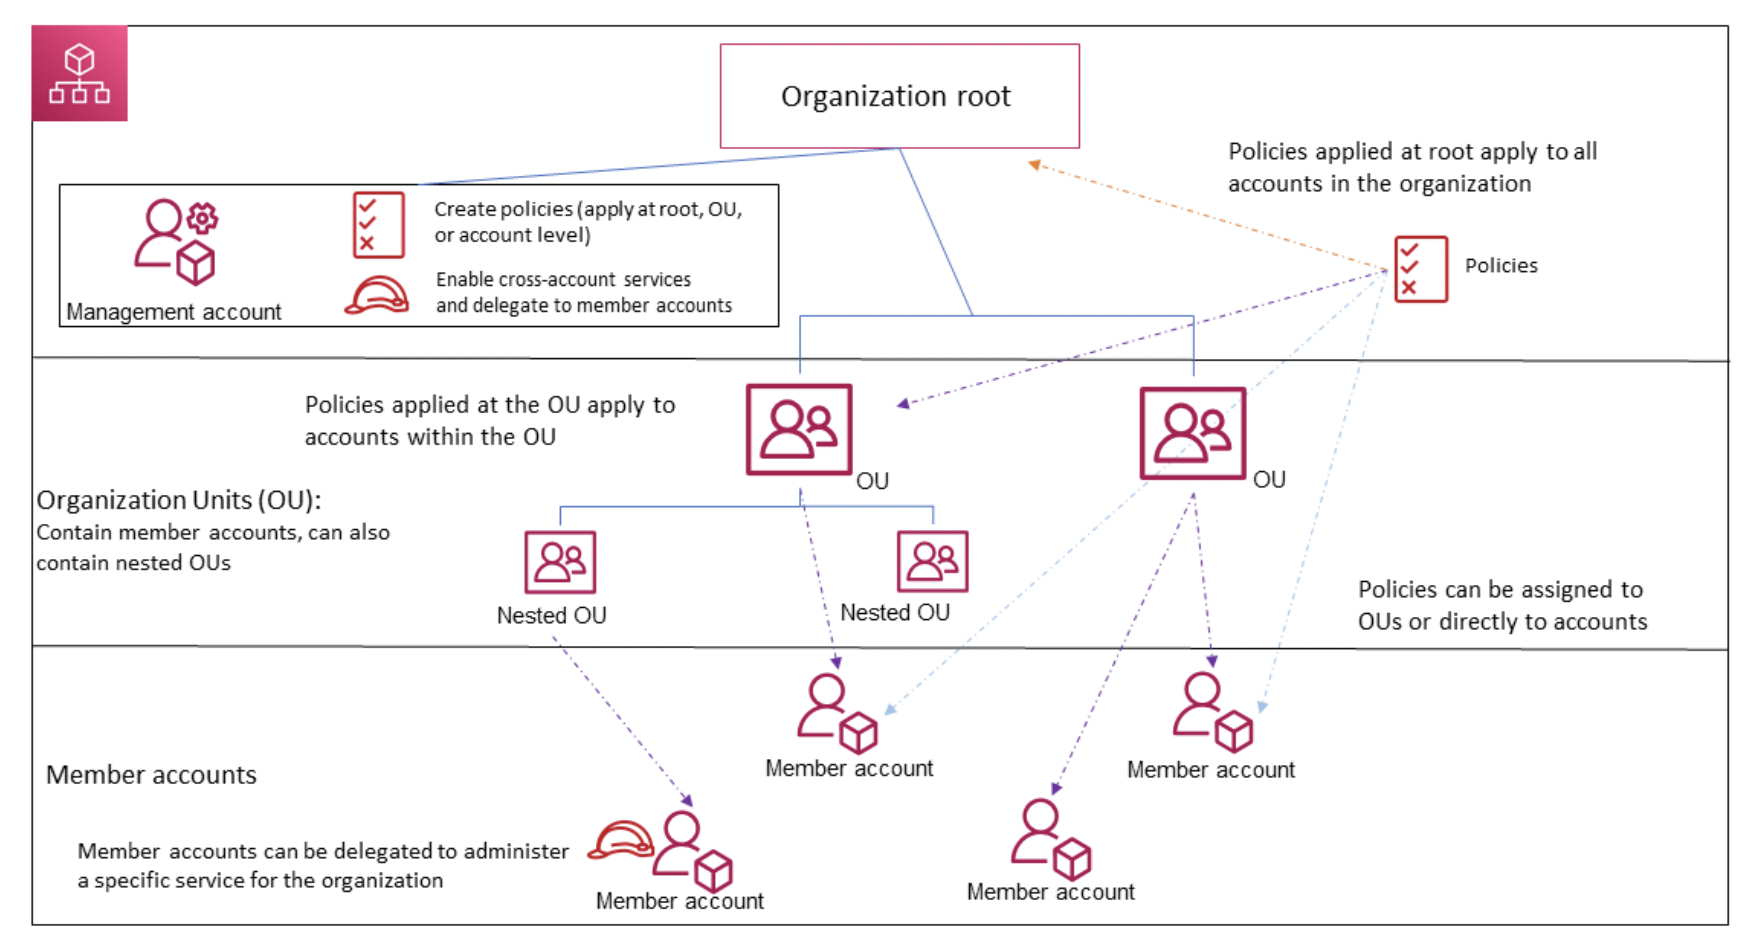 Organization root
Policies applied at root apply to all
accounts in the organization
Create policies (apply at root, OU,
or account level)
Policies
Enable cross-account services
and delegate to member accounts
Management account
Policies applied at the OU apply to
accounts within the OU
OU
OU
Organization Units (OU):
Contain member accounts, can also
contain nested OUs
Nested OU
Nested OU
Policies can be assigned to
OUs or directly to accounts
Member accounts
Member account
Member account
Member accounts can be delegated to administer
a specific service for the organization
Member account
Member account